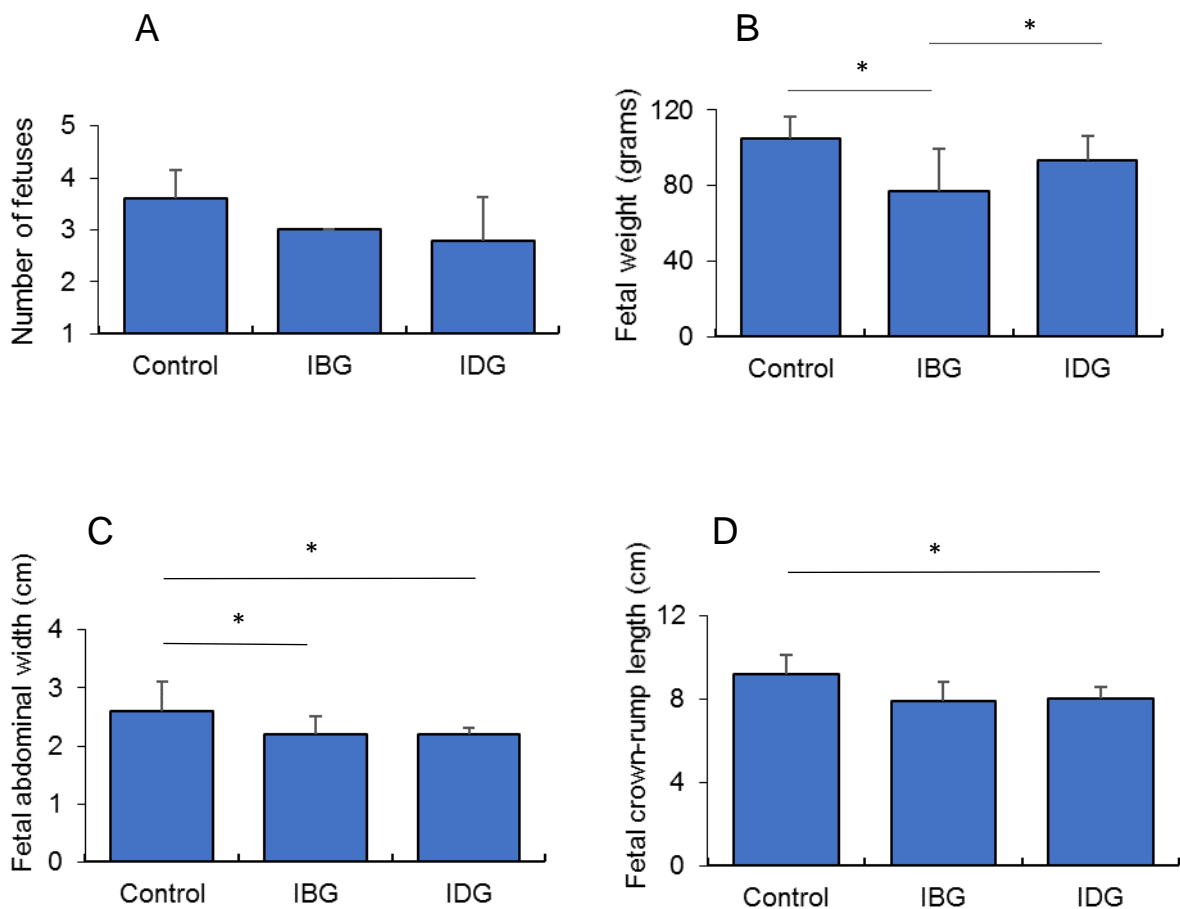 A
*
Number of fetuses
5
4
3
2
1
Control IBG IDG
B
*
*
Fetal weight (grams)
120
80
40
0
Control IBG IDG
C
*
*
Fetal abdominal width (cm)
4
3
2
1
0
Control IBG IDG
D
*
Fetal crown-rump length (cm)
12
8
4
0
Control IBG IDG